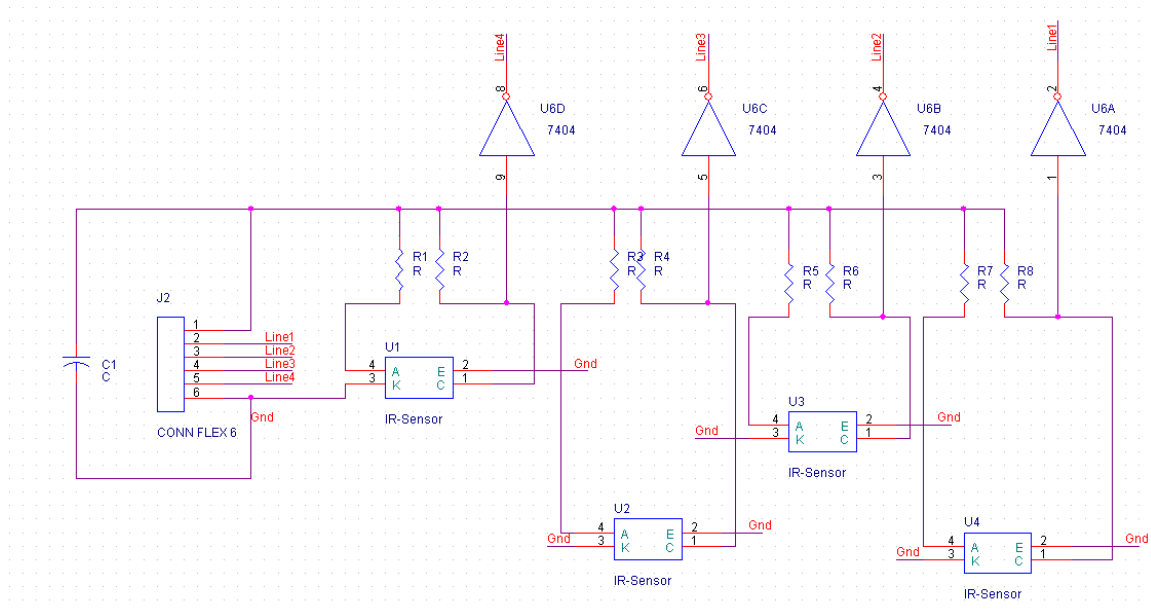 Line4
Line3
Line2
Line1
8
6
4
2
U6D
7404
U6C
7404
U6B
7404
U6A
7404
9
5
3
1
R1
R
R2
R
R3
R
R4
R
R5
R
R6
R
R7
R
R8
R
J2
1
2
3
4
5
6
Line1
Line2
Line3
Line4
Gnd
CONN FLEX 6
C1
C
U1
4
3
A
K
E
C
2
1
Gnd
IR-Sensor
U3
4
3
A
K
E
C
2
1
Gnd
Gnd
IR-Sensor
U2
4
3
A
K
E
C
2
1
Gnd
Gnd
IR-Sensor
U4
4
3
A
K
E
C
2
1
Gnd
Gnd
IR-Sensor